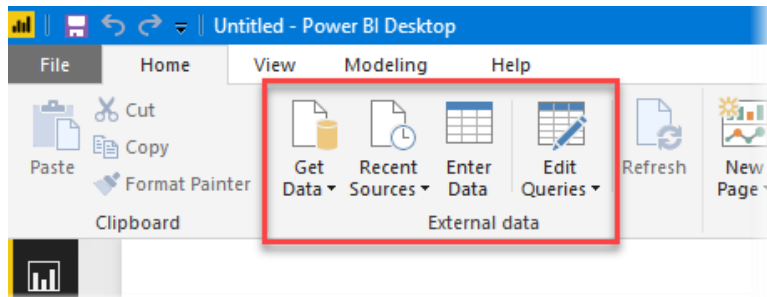 Untitled - Power BI Desktop
File Home View Modeling Help
Cut
Copy
Format Painter
Paste
Clipboard
Get Data
Recent Sources
Enter Data
Edit Queries
External data
Refresh
New Page